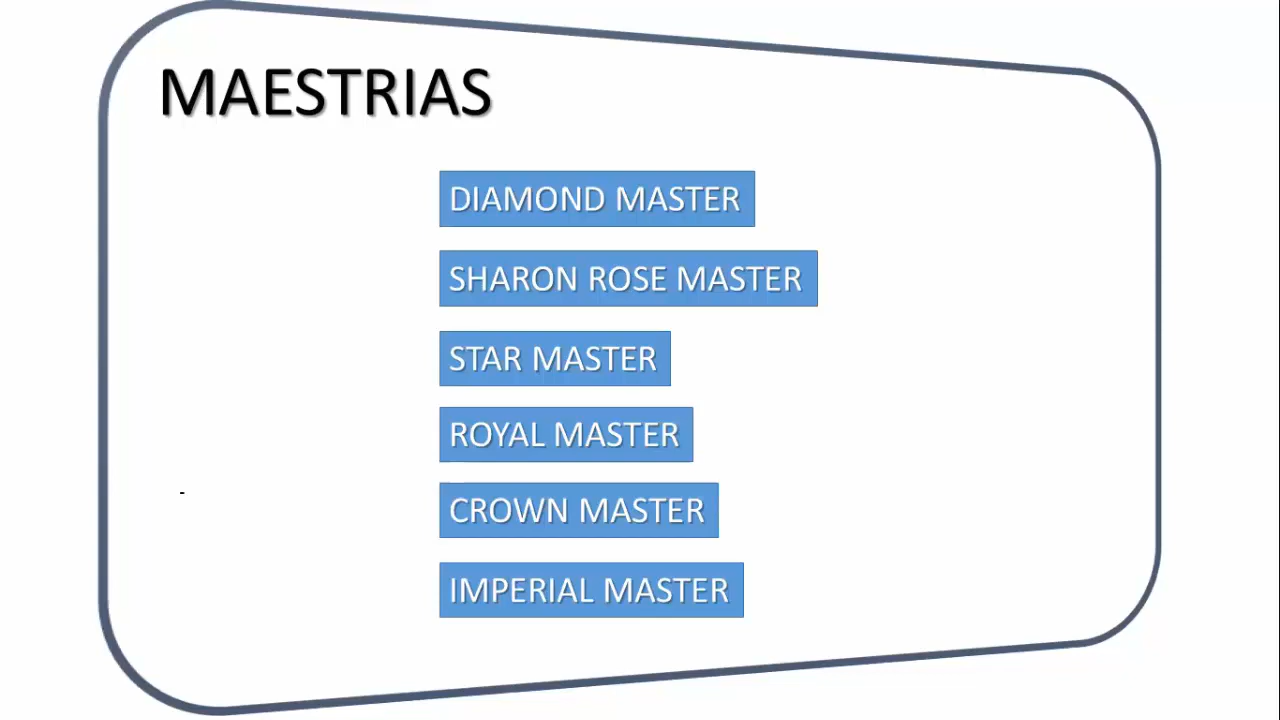 MAESTRIAS
DIAMOND MASTER
SHARON ROSE MASTER
STAR MASTER
ROYAL MASTER
-
CROWN MASTER
IMPERIAL MASTER